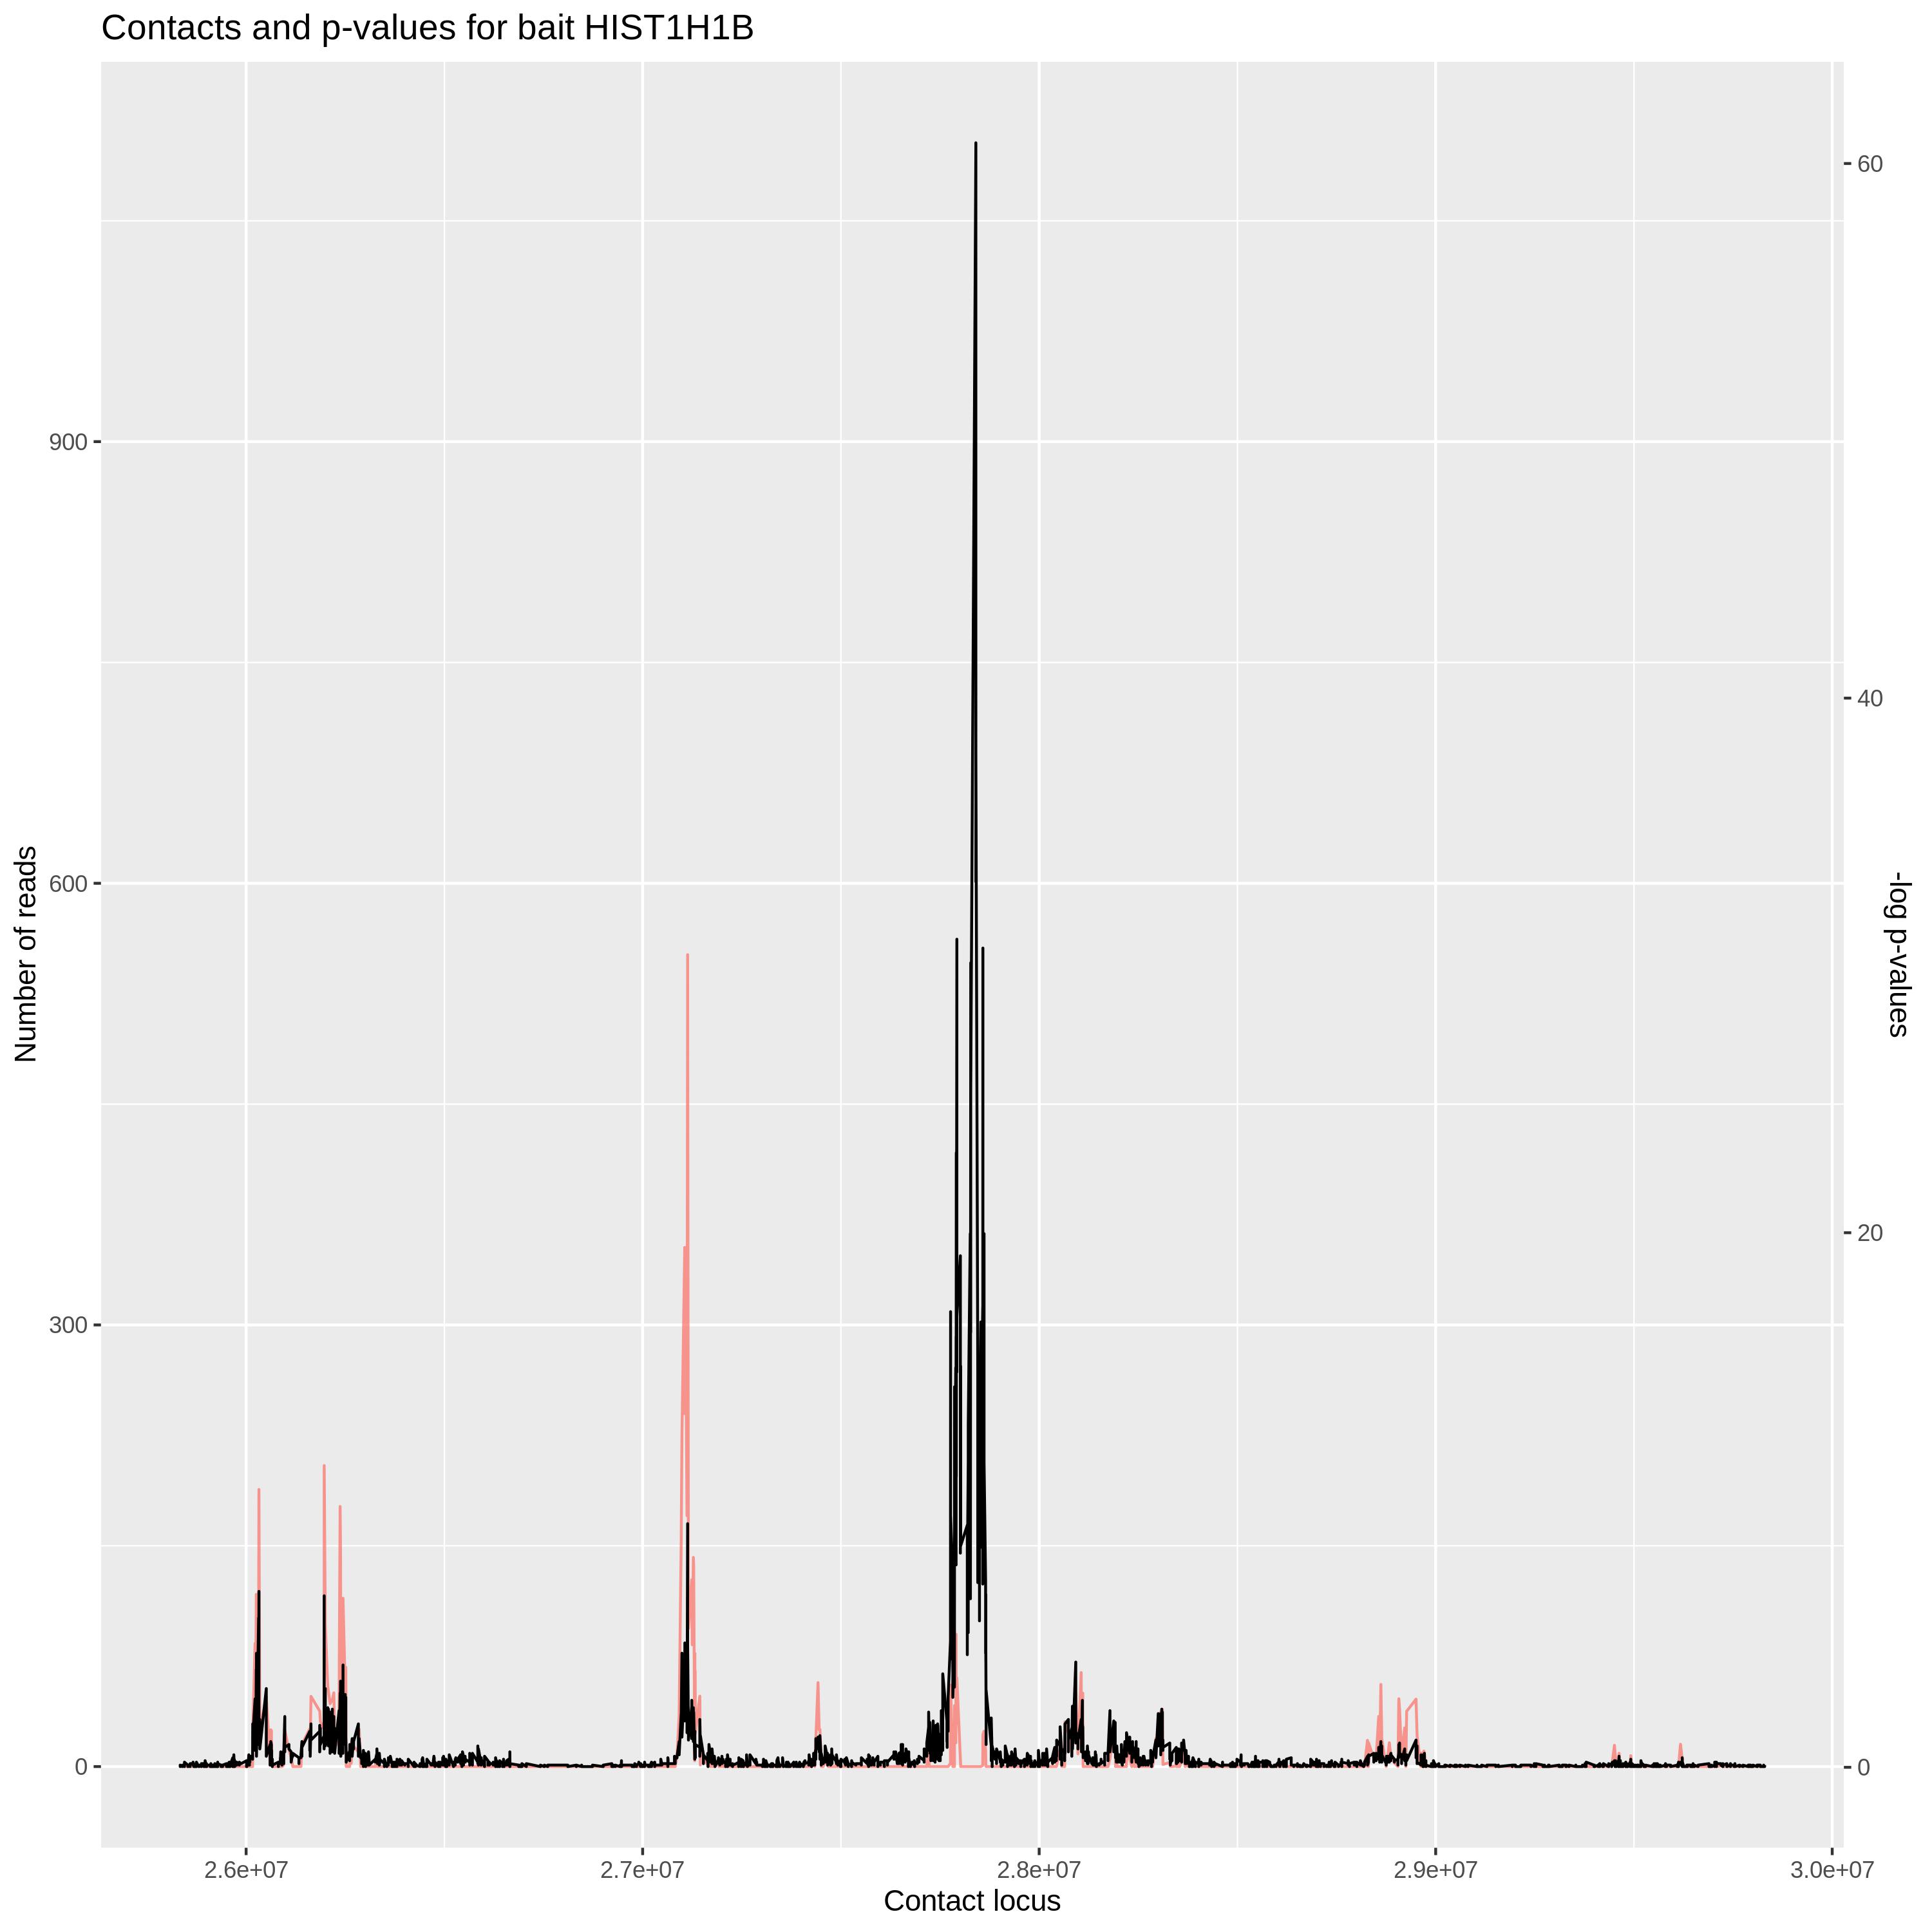 Contacts and p-values for bait HIST1H1B
900
600
300
0
60
40
20
0
Number of reads
-log p-values
2.6e+07 2.7e+07 2.8e+07 2.9e+07 3.0e+07
Contact locus